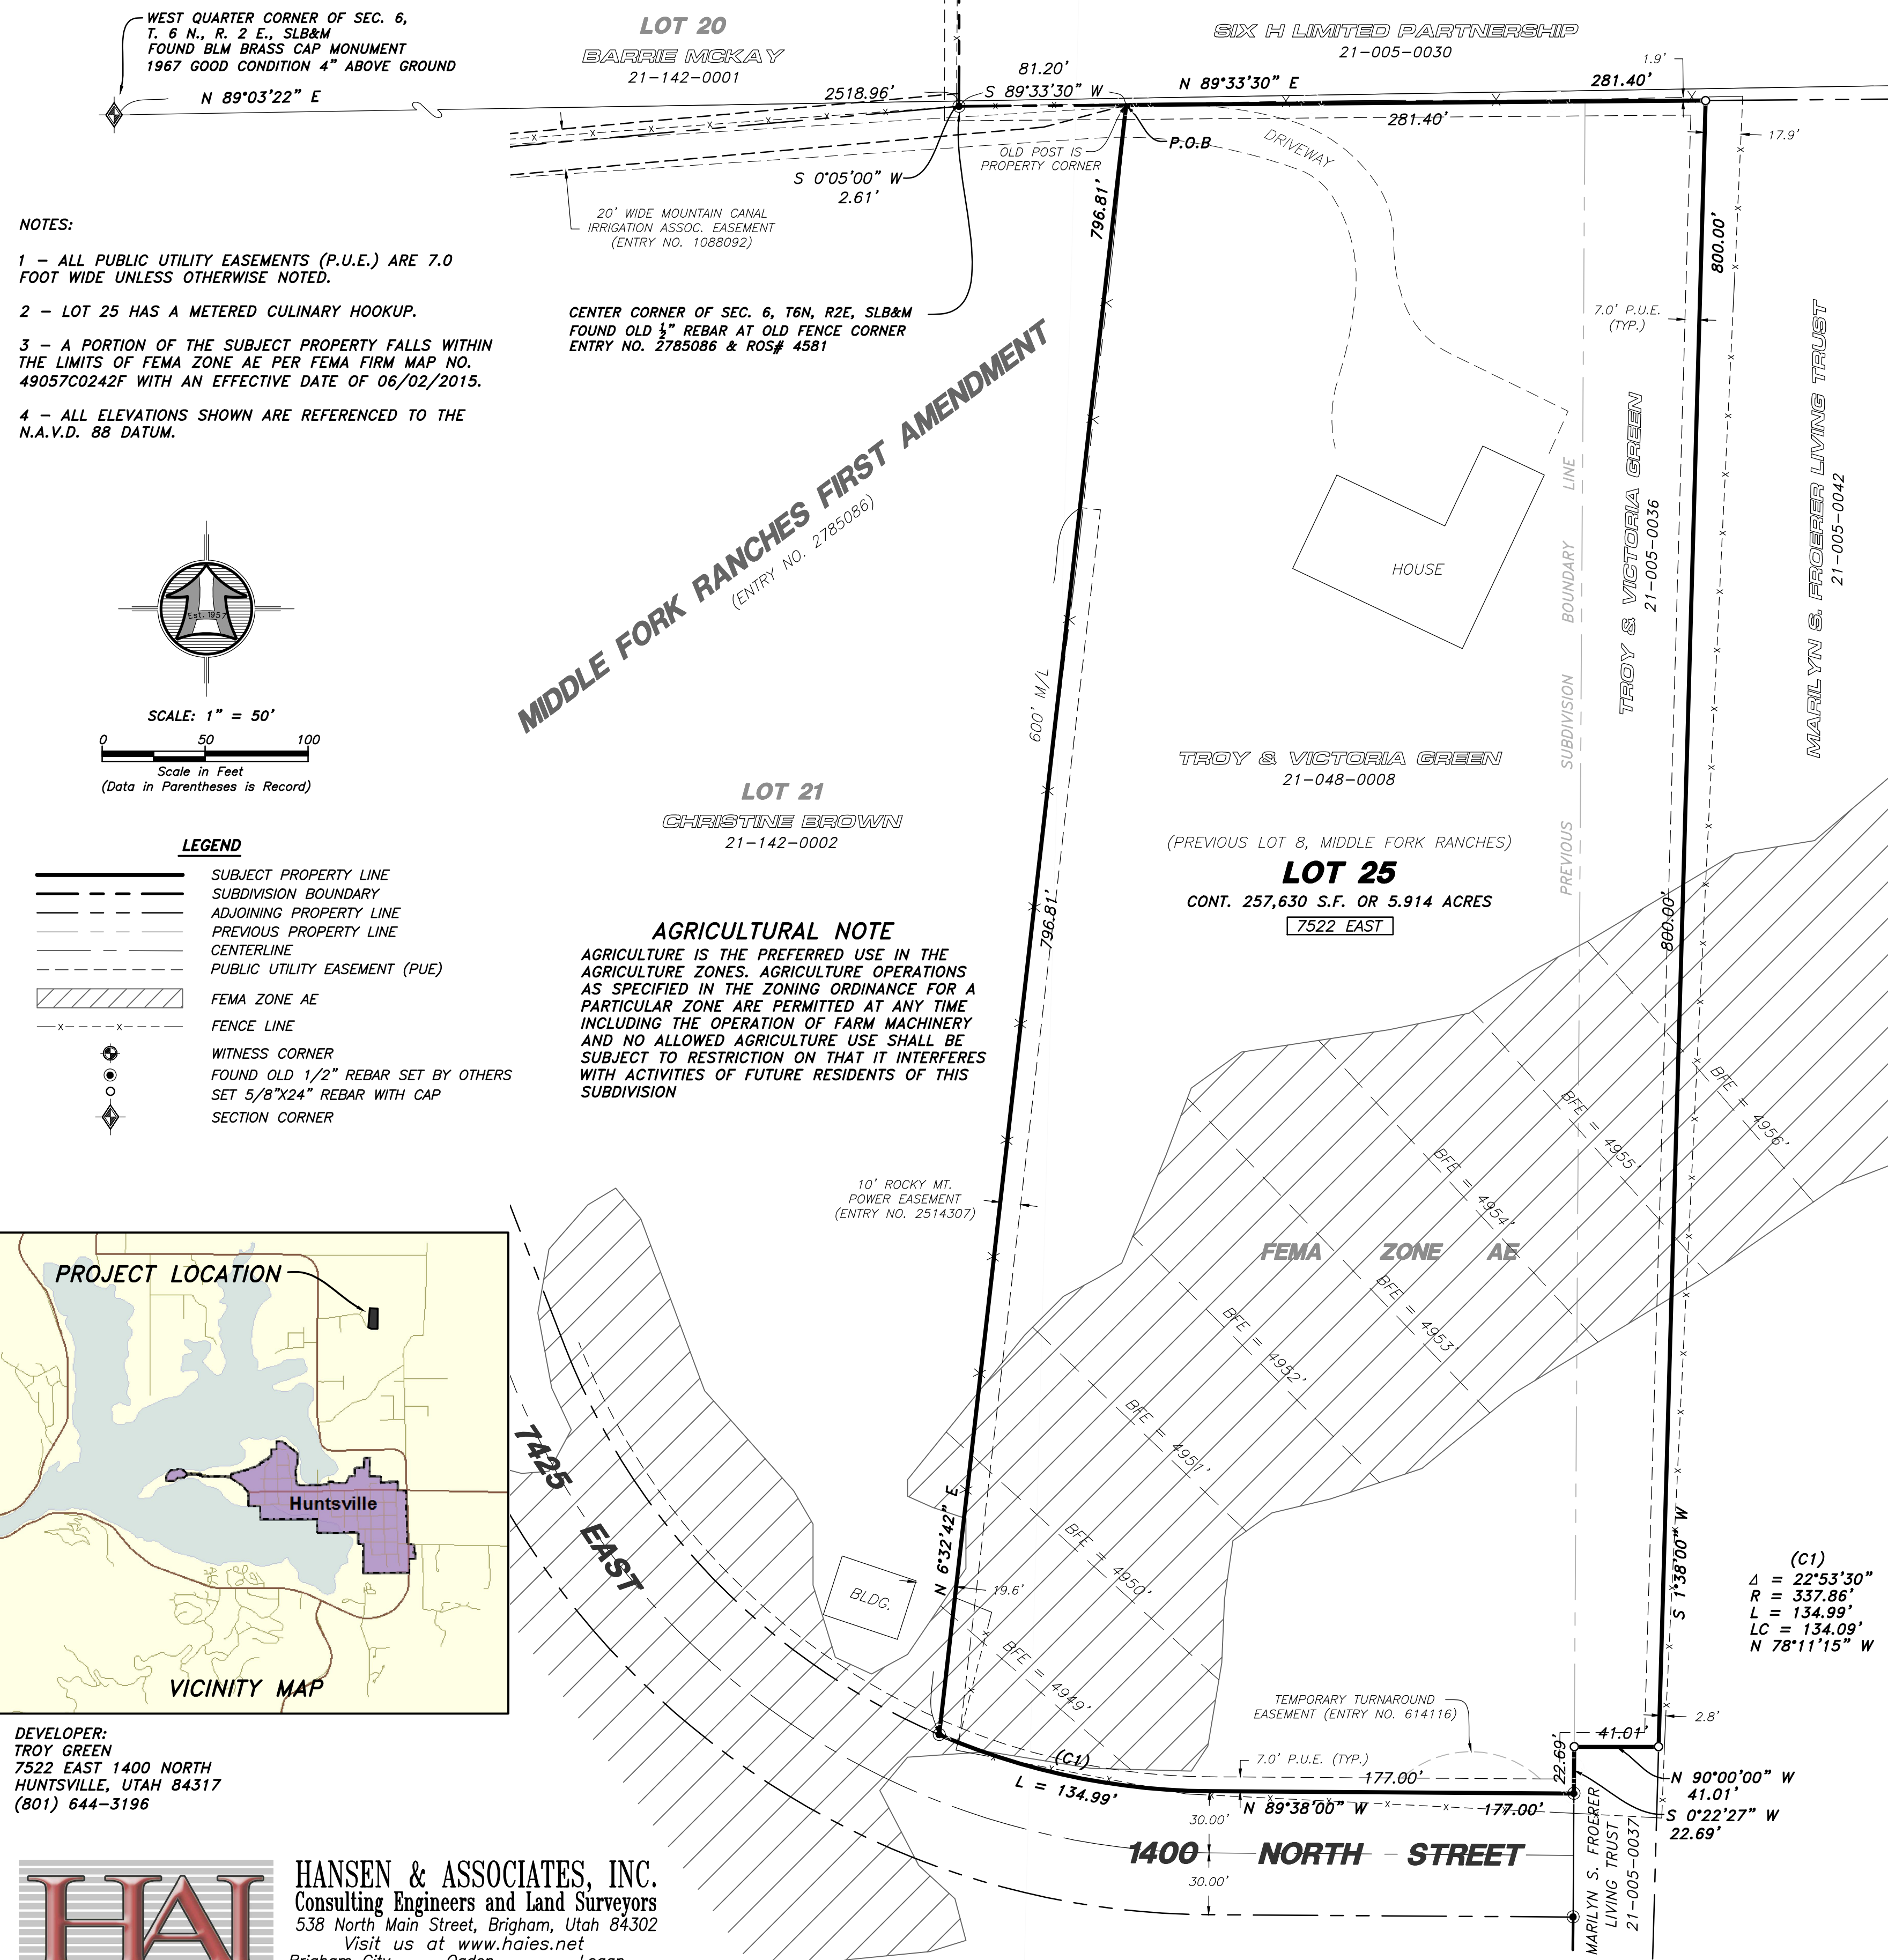 WEST QUARTER CORNER OF SEC. 6,
T. 6 N., R. 2 E., SLB&M
FOUND BLM BRASS CAP MONUMENT
1967 GOOD CONDITION 4" ABOVE GROUND
N 89°03'22" E
LOT 20
BARRIE MCKAY
21-142-0001
2518.96'
81.20'
S 89°33'30" W
SIX H LIMITED PARTNERSHIP
21-005-0030
N 89°33'30" E
281.40'
1.9'
281.40'
17.9'
DRIVEWAY
P.O.B
OLD POST IS
PROPERTY CORNER
S 0°05'00" W
2.61'
20' WIDE MOUNTAIN CANAL
IRRIGATION ASSOC. EASEMENT
(ENTRY NO. 1088092)
NOTES:
1 - ALL PUBLIC UTILITY EASEMENTS (P.U.E.) ARE 7.0
FOOT WIDE UNLESS OTHERWISE NOTED.
2 - LOT 25 HAS A METERED CULINARY HOOKUP.
3 - A PORTION OF THE SUBJECT PROPERTY FALLS WITHIN
THE LIMITS OF FEMA ZONE AE PER FEMA FIRM MAP NO.
49057C0242F WITH AN EFFECTIVE DATE OF 06/02/2015.
4 - ALL ELEVATIONS SHOWN ARE REFERENCED TO THE
N.A.V.D. 88 DATUM.
CENTER CORNER OF SEC. 6, T6N, R2E, SLB&M
FOUND OLD ½" REBAR AT OLD FENCE CORNER
ENTRY NO. 2785086 & ROS# 4581
796.81'
800.00'
7.0' P.U.E.
(TYP.)
MIDDLE FORK RANCHES FIRST AMENDMENT
(ENTRY NO. 2785086)
HOUSE
PREVIOUS SUBDIVISION BOUNDARY LINE
TROY & VICTORIA GREEN
21-005-0036
MARILYN S. FROERER LIVING TRUST
21-005-0042
Est. 1957
SCALE: 1" = 50'
0 50 100
Scale in Feet
(Data in Parentheses is Record)
600' M/L
LOT 21
CHRISTINE BROWN
21-142-0002
TROY & VICTORIA GREEN
21-048-0008
(PREVIOUS LOT 8, MIDDLE FORK RANCHES)
LOT 25
CONT. 257,630 S.F. OR 5.914 ACRES
7522 EAST
LEGEND
SUBJECT PROPERTY LINE
SUBDIVISION BOUNDARY
ADJOINING PROPERTY LINE
PREVIOUS PROPERTY LINE
CENTERLINE
PUBLIC UTILITY EASEMENT (PUE)
FEMA ZONE AE
FENCE LINE
WITNESS CORNER
FOUND OLD 1/2" REBAR SET BY OTHERS
SET 5/8"X24" REBAR WITH CAP
SECTION CORNER
AGRICULTURAL NOTE
AGRICULTURE IS THE PREFERRED USE IN THE
AGRICULTURE ZONES. AGRICULTURE OPERATIONS
AS SPECIFIED IN THE ZONING ORDINANCE FOR A
PARTICULAR ZONE ARE PERMITTED AT ANY TIME
INCLUDING THE OPERATION OF FARM MACHINERY
AND NO ALLOWED AGRICULTURE USE SHALL BE
SUBJECT TO RESTRICTION ON THAT IT INTERFERES
WITH ACTIVITIES OF FUTURE RESIDENTS OF THIS
SUBDIVISION
796.81'
800.00'
10' ROCKY MT.
POWER EASEMENT
(ENTRY NO. 2514307)
FEMA ZONE AE
BFE = 4956'
BFE = 4955'
BFE = 4954'
BFE = 4953'
BFE = 4952'
BFE = 4951'
BFE = 4950'
BFE = 4949'
PROJECT LOCATION
Huntsville
VICINITY MAP
7425 EAST
BLDG.
N 6°32'42" E
19.6'
S 1°38'00" W
(C1)
Δ = 22°53'30"
R = 337.86'
L = 134.99'
LC = 134.09'
N 78°11'15" W
DEVELOPER:
TROY GREEN
7522 EAST 1400 NORTH
HUNTSVILLE, UTAH 84317
(801) 644-3196
TEMPORARY TURNAROUND
EASEMENT (ENTRY NO. 614116)
2.8'
22.69'
41.01'
(C1)
L = 134.99'
7.0' P.U.E. (TYP.)
177.00'
N 90°00'00" W
41.01'
N 89°38'00" W
177.00'
S 0°22'27" W
22.69'
30.00'
1400 NORTH STREET
30.00'
MARILYN S. FROERER
LIVING TRUST
21-005-0037
HAI
HANSEN & ASSOCIATES, INC.
Consulting Engineers and Land Surveyors
538 North Main Street, Brigham, Utah 84302
Visit us at www.haies.net
Brigham City Ogden Logan